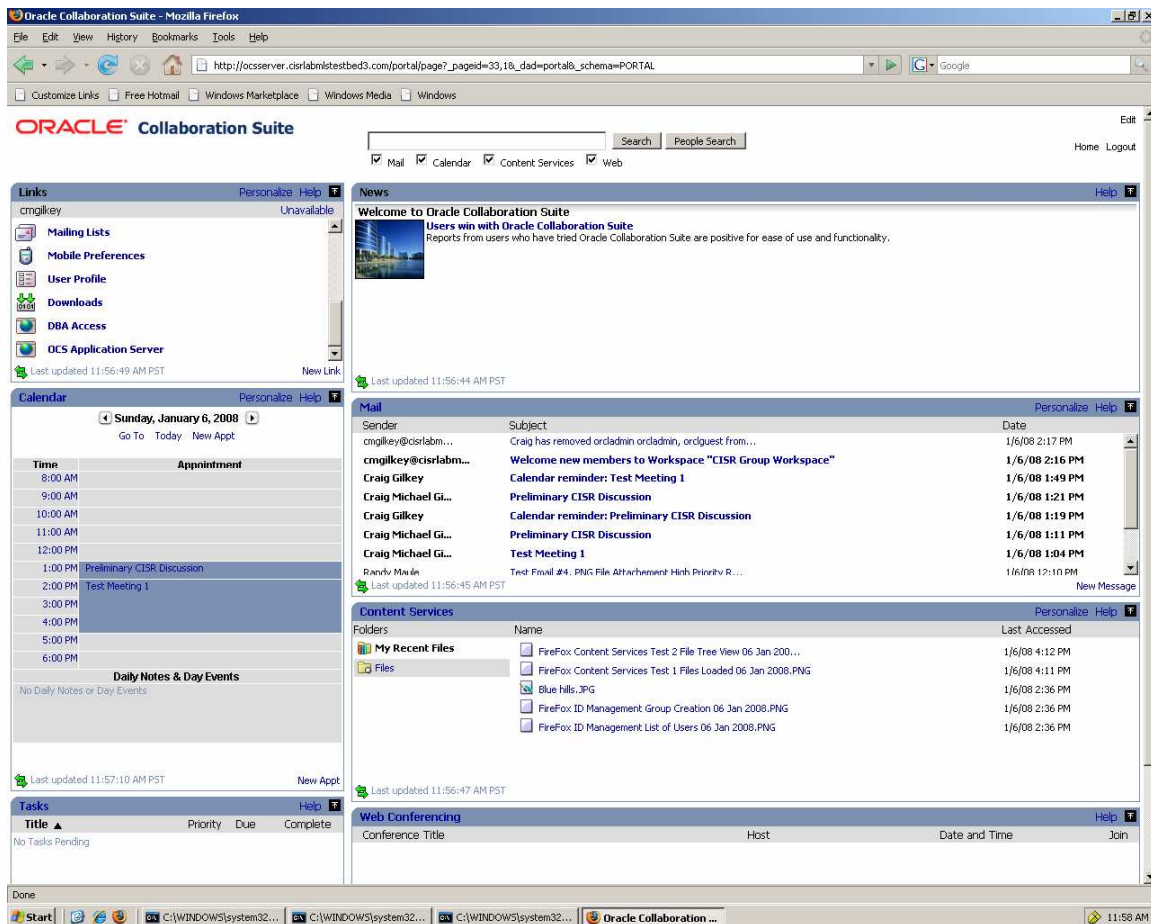 Oracle Collaboration Suite - Mozilla Firefox
File Edit View History Bookmarks Tools Help
http://ocsserver.cisrlabmlstestbed3.com/portal/page?_pageid=33,1&_dad=portal&_schema=PORTAL
Google
Customize Links Free Hotmail Windows Marketplace Windows Media Windows
ORACLE Collaboration Suite
Search People Search
Mail Calendar Content Services Web
Edit
Home Logout
Links Personalize Help
cmgilkey Unavailable
Mailing Lists
Mobile Preferences
User Profile
Downloads
DBA Access
OCS Application Server
Last updated 11:56:49 AM PST New Link
News Help
Welcome to Oracle Collaboration Suite
Users win with Oracle Collaboration Suite
Reports from users who have tried Oracle Collaboration Suite are positive for ease of use and functionality.
Last updated 11:56:44 AM PST
Calendar Personalize Help
Sunday, January 6, 2008
Go To Today New Appt
Time Appointment
8:00 AM
9:00 AM
10:00 AM
11:00 AM
12:00 PM
1:00 PM Preliminary CISR Discussion
2:00 PM Test Meeting 1
3:00 PM
4:00 PM
5:00 PM
6:00 PM
Daily Notes & Day Events
No Daily Notes or Day Events
Last updated 11:57:10 AM PST New Appt
Mail Personalize Help
Sender Subject Date
cmgilkey@cisrlabm... Craig has removed orcladmin orcladmin, orclguest from... 1/6/08 2:17 PM
cmgilkey@cisrlabm... Welcome new members to Workspace "CISR Group Workspace" 1/6/08 2:16 PM
Craig Gilkey Calendar reminder: Test Meeting 1 1/6/08 1:49 PM
Craig Michael Gi... Preliminary CISR Discussion 1/6/08 1:21 PM
Craig Gilkey Calendar reminder: Preliminary CISR Discussion 1/6/08 1:19 PM
Craig Michael Gi... Preliminary CISR Discussion 1/6/08 1:11 PM
Craig Michael Gi... Test Meeting 1 1/6/08 1:04 PM
Randy Maule Test Email #4, PNG File Attachement High Priority R... 1/6/08 12:10 PM
Last updated 11:56:45 AM PST New Message
Content Services Personalize Help
Folders Name Last Accessed
My Recent Files
Files
FireFox Content Services Test 2 File Tree View 06 Jan 200... 1/6/08 4:12 PM
FireFox Content Services Test 1 Files Loaded 06 Jan 2008.PNG 1/6/08 4:11 PM
Blue hills.JPG 1/6/08 2:36 PM
FireFox ID Management Group Creation 06 Jan 2008.PNG 1/6/08 2:36 PM
FireFox ID Management List of Users 06 Jan 2008.PNG 1/6/08 2:36 PM
Last updated 11:56:47 AM PST
Tasks Help
Title Priority Due Complete
No Tasks Pending
Web Conferencing Help
Conference Title Host Date and Time Join
Done
Start C:\WINDOWS\system32... C:\WINDOWS\system32... C:\WINDOWS\system32... Oracle Collaboration ... 11:58 AM